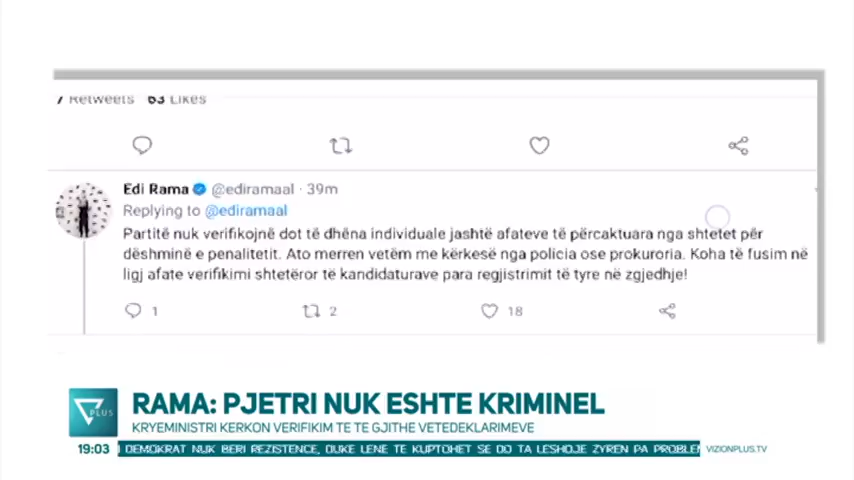 7 Retweets 63 Likes
Edi Rama @ediramaal · 39m
Replying to @ediramaal
Partitë nuk verifikojnë dot të dhëna individuale jashtë afateve të përcaktuara nga shtetet për
dëshminë e penalitetit. Ato merren vetëm me kërkesë nga policia ose prokuroria. Koha të fusim në
ligj afate verifikimi shtetëror të kandidaturave para regjistrimit të tyre në zgjedhje!
1 2 18
PLUS
RAMA: PJETRI NUK ESHTE KRIMINEL
KRYEMINISTRI KERKON VERIFIKIM TE TE GJITHE VETEDEKLARIMEVE
19:03 I DEMOKRAT NUK BERI REZISTENCE, DUKE LENE TE KUPTOHET SE DO TA LESHOJE ZYREN PA PROBLE VIZIONPLUS.TV